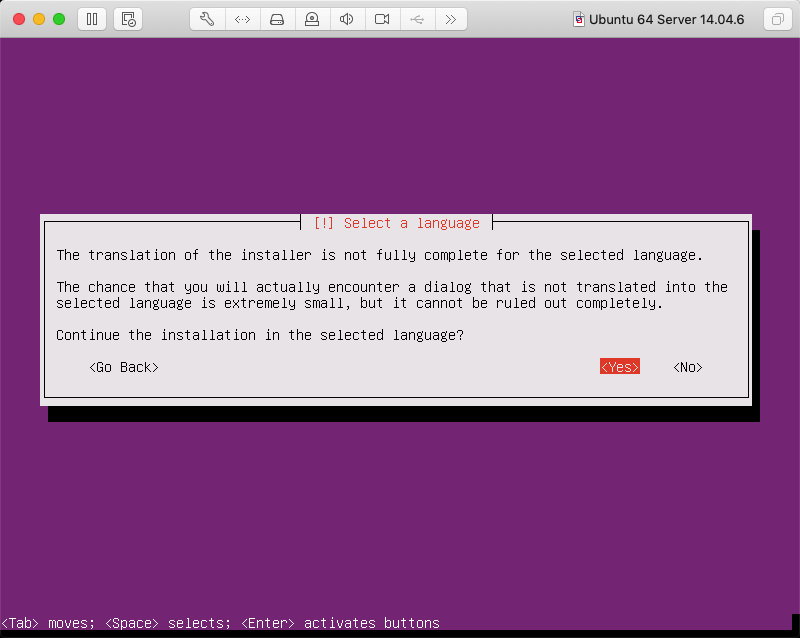 Ubuntu 64 Server 14.04.6
[!] Select a language
The translation of the installer is not fully complete for the selected language.
The chance that you will actually encounter a dialog that is not translated into the
selected language is extremely small, but it cannot be ruled out completely.
Continue the installation in the selected language?
<Go Back> <Yes> <No>
<Tab> moves; <Space> selects; <Enter> activates buttons